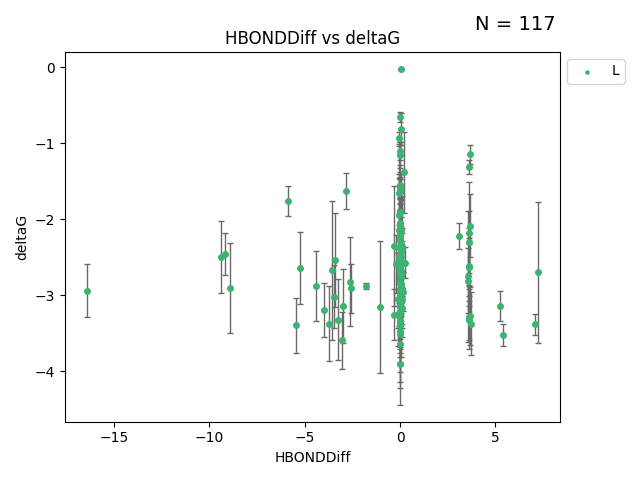 N = 117
HBONDDiff vs deltaG
L
deltaG
0
−1
−2
−3
−4
−15
−10
−5
0
5
HBONDDiff